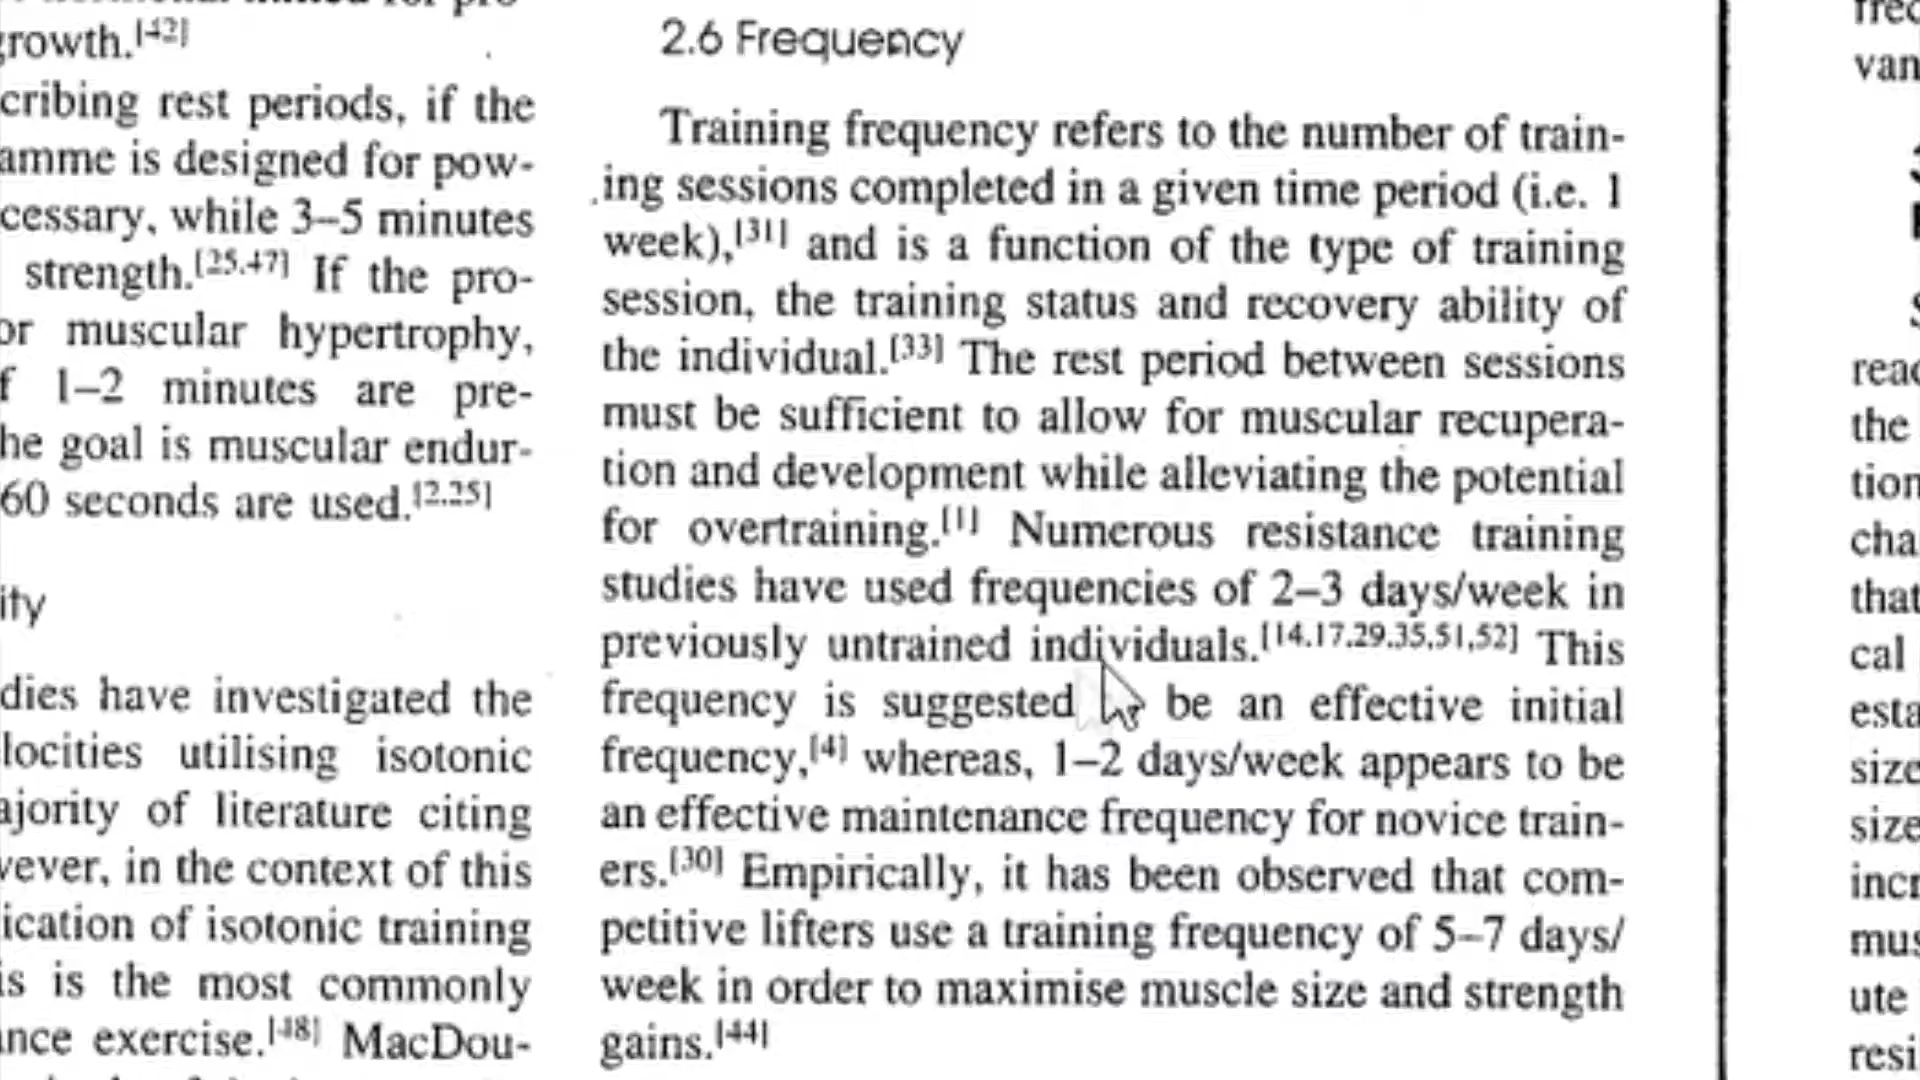 growth.[42]
cribing rest periods, if the
amme is designed for pow-
cessary, while 3–5 minutes
strength.[25,47] If the pro-
or muscular hypertrophy,
f 1–2 minutes are pre-
he goal is muscular endur-
60 seconds are used.[2,25]
ity
dies have investigated the
locities utilising isotonic
ajority of literature citing
vever, in the context of this
ication of isotonic training
is is the most commonly
ance exercise.[48] MacDou-
2.6 Frequency
Training frequency refers to the number of train-
ing sessions completed in a given time period (i.e. 1
week),[31] and is a function of the type of training
session, the training status and recovery ability of
the individual.[33] The rest period between sessions
must be sufficient to allow for muscular recupera-
tion and development while alleviating the potential
for overtraining.[1] Numerous resistance training
studies have used frequencies of 2–3 days/week in
previously untrained individuals.[14,17,29,35,51,52] This
frequency is suggested be an effective initial
frequency,[4] whereas, 1–2 days/week appears to be
an effective maintenance frequency for novice train-
ers.[30] Empirically, it has been observed that com-
petitive lifters use a training frequency of 5–7 days/
week in order to maximise muscle size and strength
gains.[44]
van
S
read
the
tion
cha
that
cal
esta
size
size
incr
mus
ute
resi